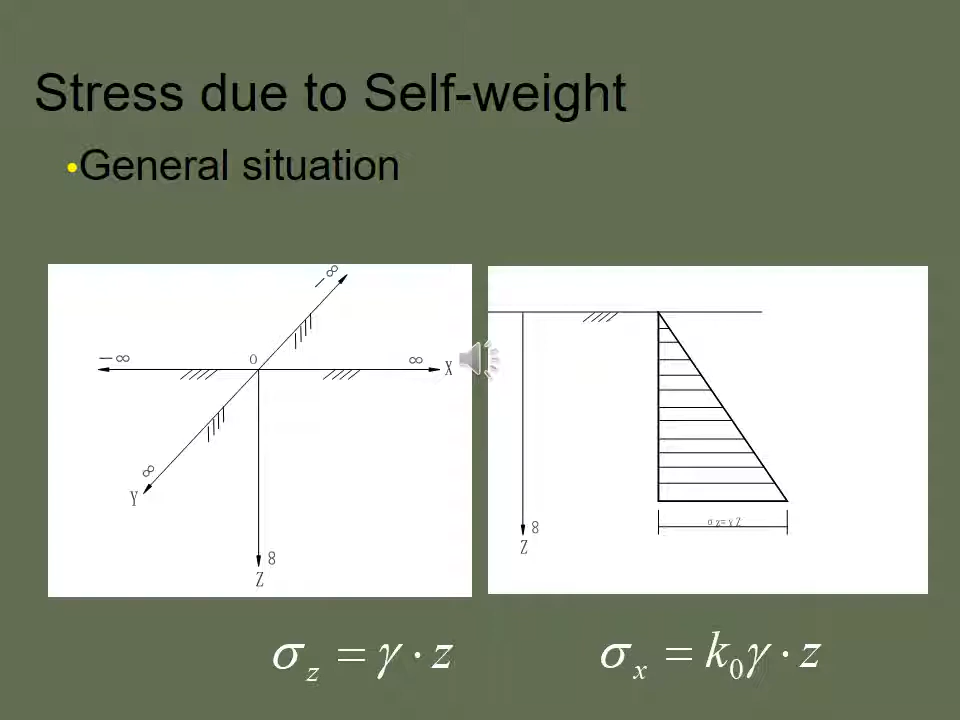 Stress due to Self-weight
•General situation
−∞
−∞
O
∞
X
∞
Y
8
Z
8
Z
σz=γZ
σz = γ · z
σx = k0γ · z